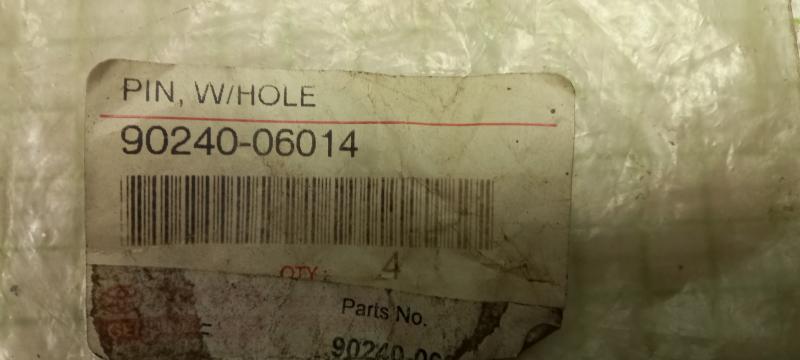 PIN, W/HOLE
90240-06014
QTY: 4
Parts No.